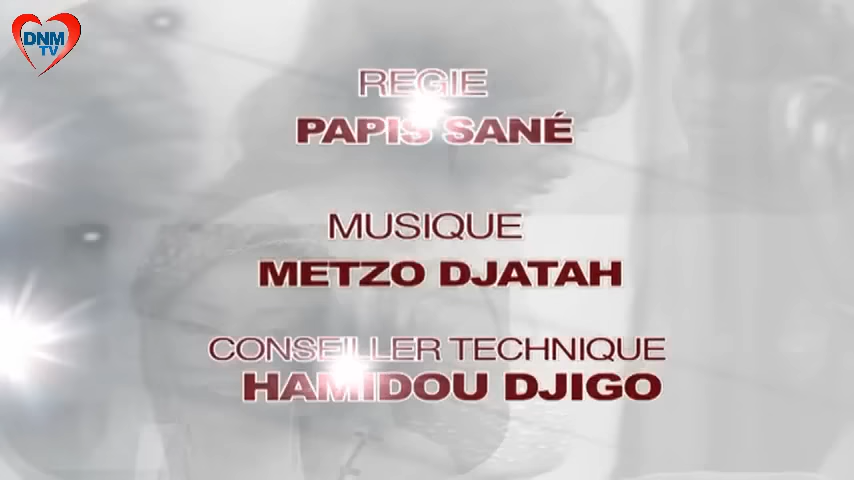 DNM
TV
REGIE
PAPIS SANÉ
MUSIQUE
METZO DJATAH
CONSEILLER TECHNIQUE
HAMIDOU DJIGO